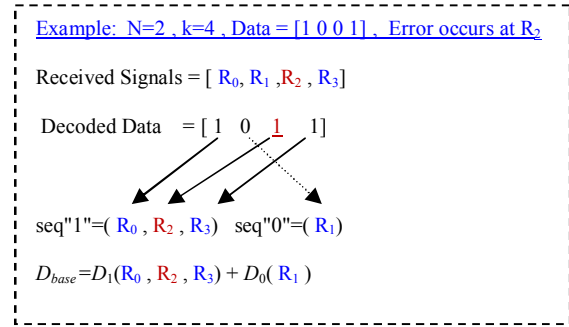 Example: N=2 , k=4 , Data = [1 0 0 1] , Error occurs at R₂
Received Signals = [ R₀, R₁ ,R₂ , R₃]
Decoded Data = [ 1 0 1 1]
seq"1"=( R₀ , R₂ , R₃) seq"0"=( R₁)
D_base=D₁(R₀ , R₂ , R₃) + D₀( R₁ )